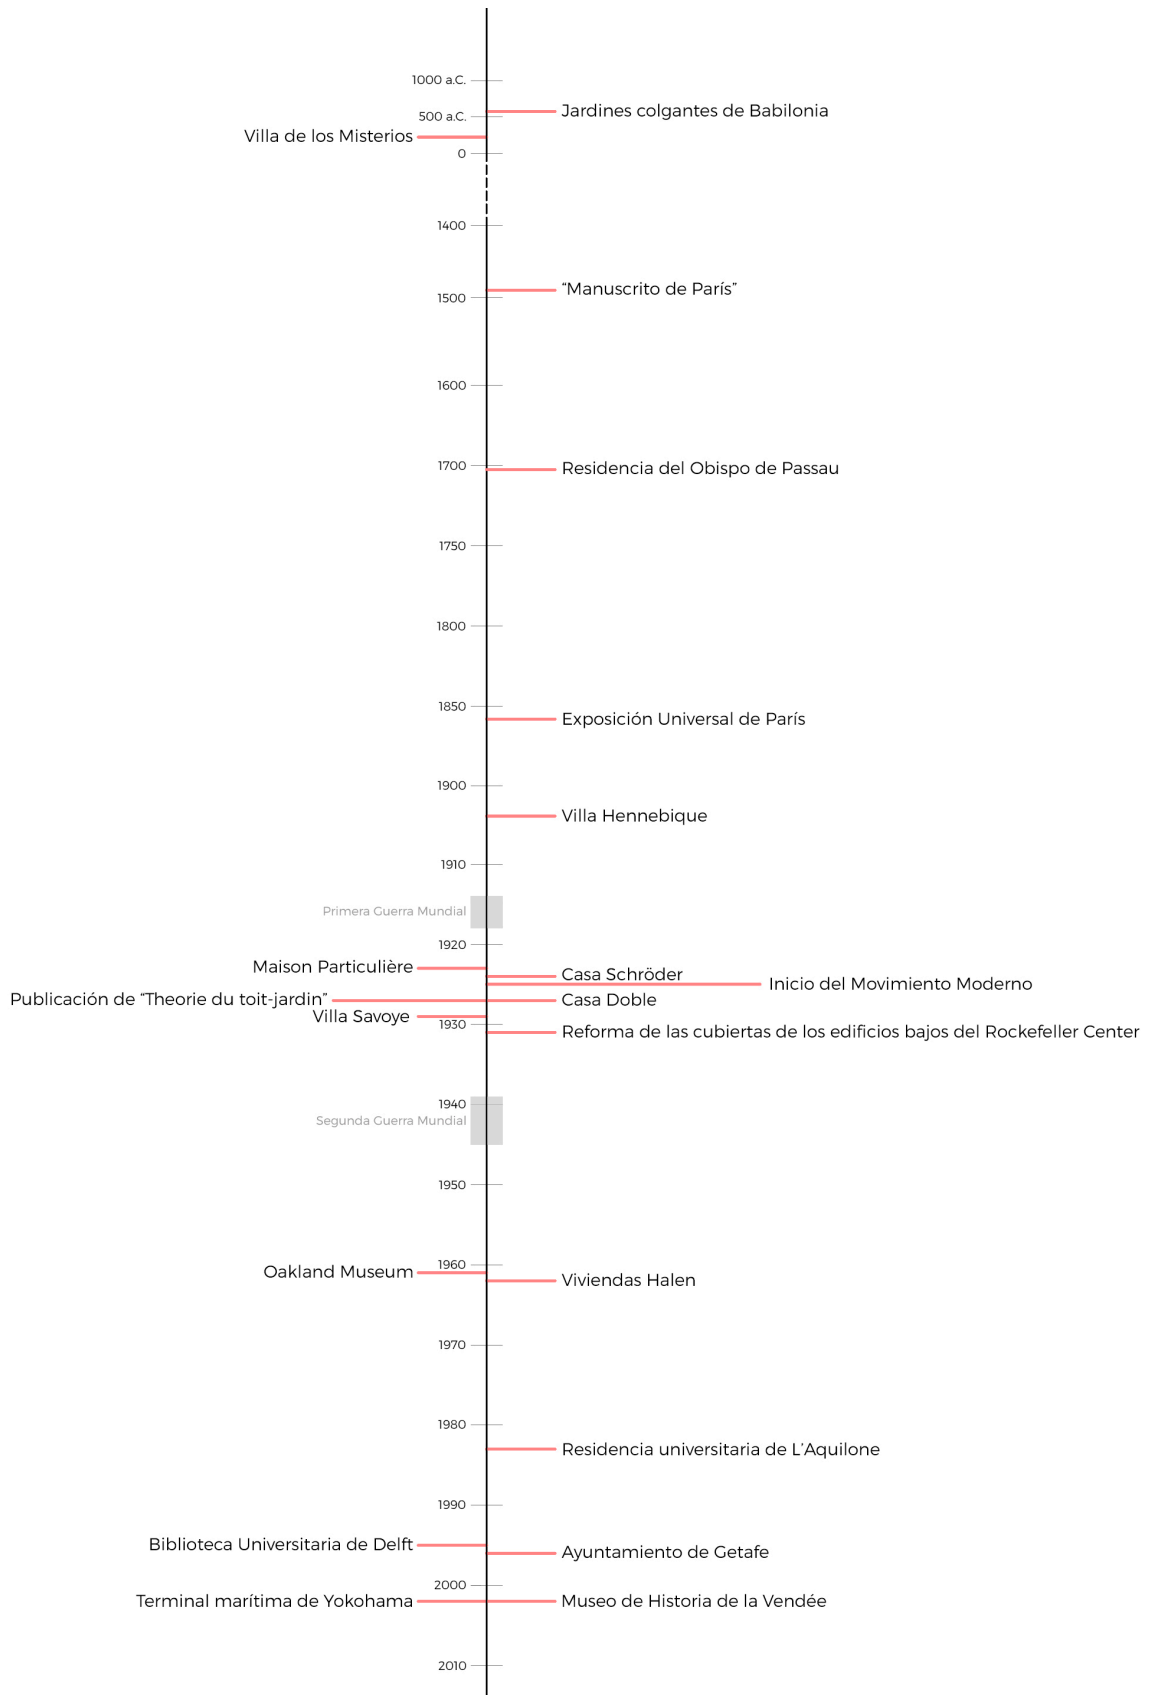 1000 a.C.
Jardines colgantes de Babilonia
500 a.C.
Villa de los Misterios
0
1400
“Manuscrito de París”
1500
1600
1700
Residencia del Obispo de Passau
1750
1800
1850
Exposición Universal de París
1900
Villa Hennebique
1910
Primera Guerra Mundial
1920
Maison Particulière
Casa Schröder
Inicio del Movimiento Moderno
Publicación de “Theorie du toit-jardin”
Casa Doble
Villa Savoye
1930
Reforma de las cubiertas de los edificios bajos del Rockefeller Center
1940
Segunda Guerra Mundial
1950
1960
Oakland Museum
Viviendas Halen
1970
1980
Residencia universitaria de L’Aquilone
1990
Biblioteca Universitaria de Delft
Ayuntamiento de Getafe
2000
Terminal marítima de Yokohama
Museo de Historia de la Vendée
2010